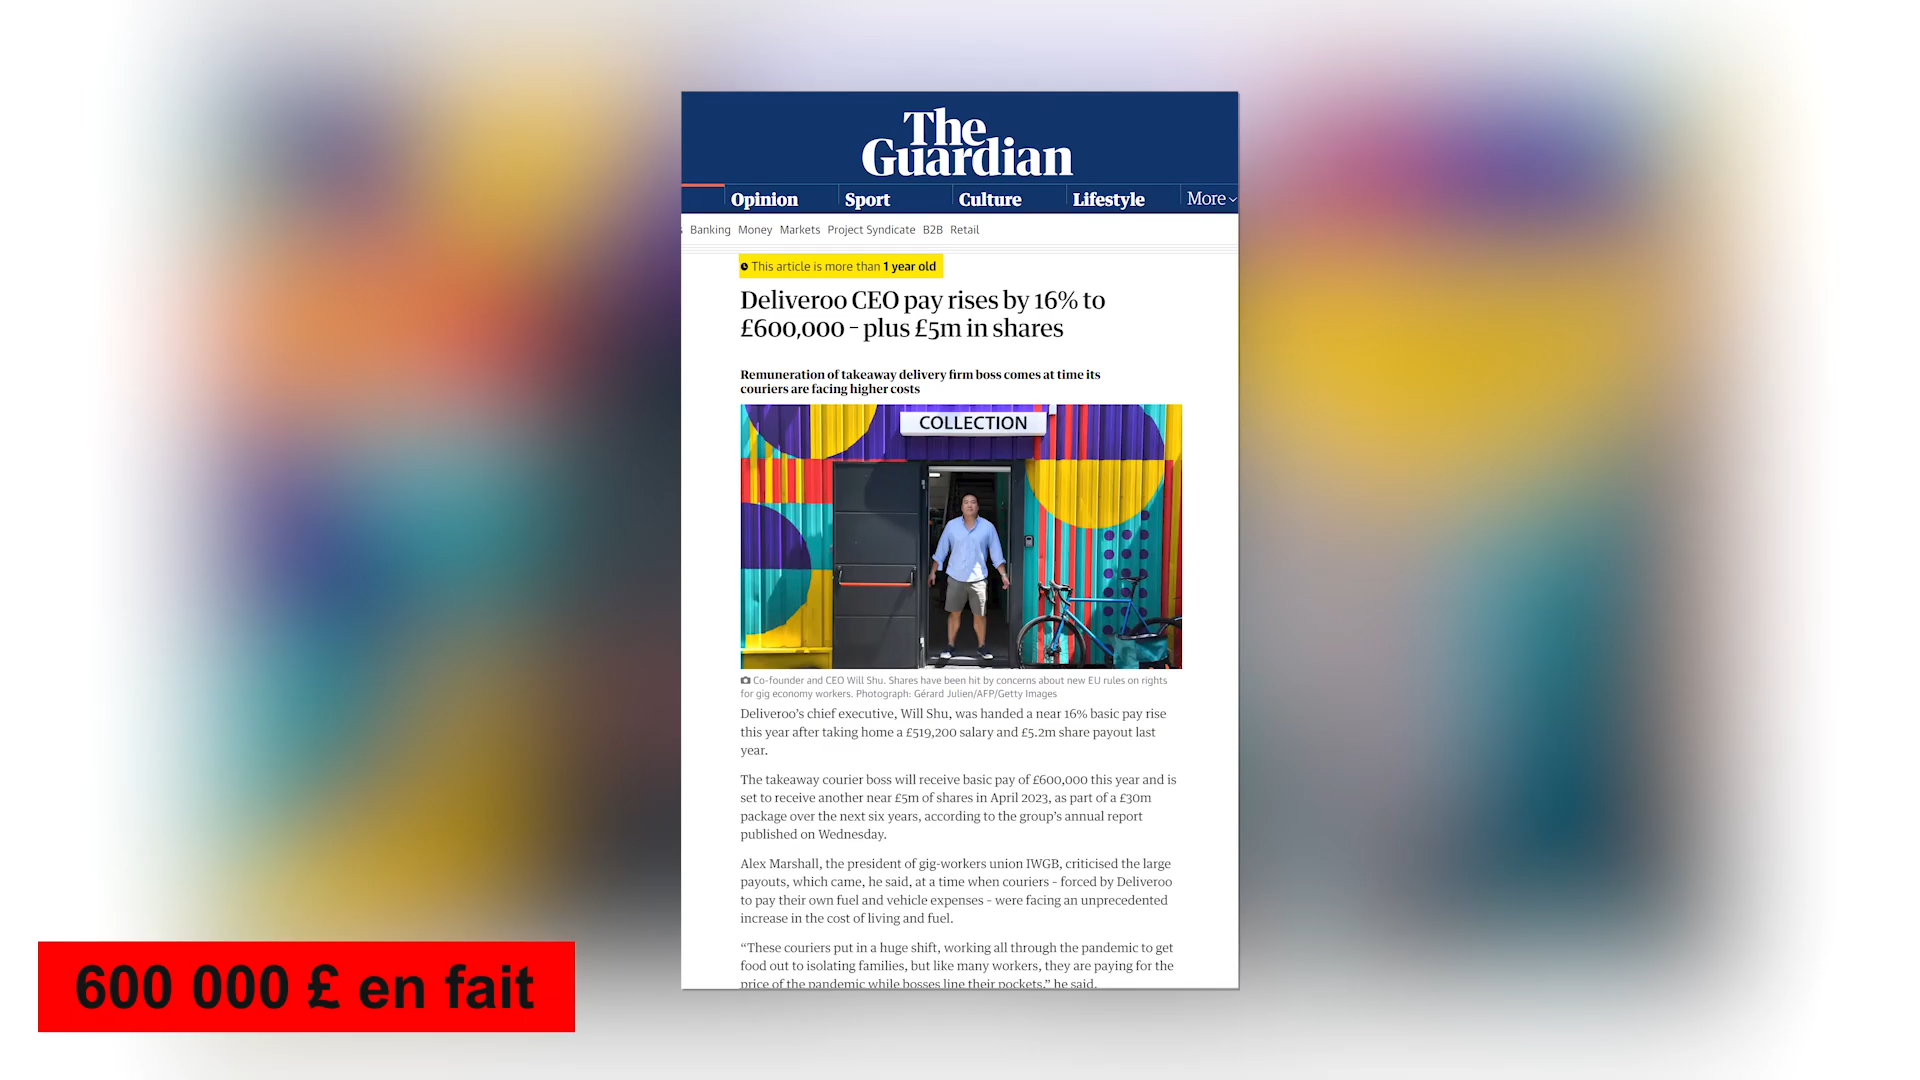 The
Guardian
Opinion Sport Culture Lifestyle More
Banking Money Markets Project Syndicate B2B Retail
This article is more than 1 year old
Deliveroo CEO pay rises by 16% to
£600,000 – plus £5m in shares
Remuneration of takeaway delivery firm boss comes at time its
couriers are facing higher costs
COLLECTION
Co-founder and CEO Will Shu. Shares have been hit by concerns about new EU rules on rights
for gig economy workers. Photograph: Gérard Julien/AFP/Getty Images
Deliveroo’s chief executive, Will Shu, was handed a near 16% basic pay rise
this year after taking home a £519,200 salary and £5.2m share payout last
year.
The takeaway courier boss will receive basic pay of £600,000 this year and is
set to receive another near £5m of shares in April 2023, as part of a £30m
package over the next six years, according to the group’s annual report
published on Wednesday.
Alex Marshall, the president of gig-workers union IWGB, criticised the large
payouts, which came, he said, at a time when couriers – forced by Deliveroo
to pay their own fuel and vehicle expenses – were facing an unprecedented
increase in the cost of living and fuel.
“These couriers put in a huge shift, working all through the pandemic to get
food out to isolating families, but like many workers, they are paying for the
price of the pandemic while bosses line their pockets,” he said.
600 000 £ en fait